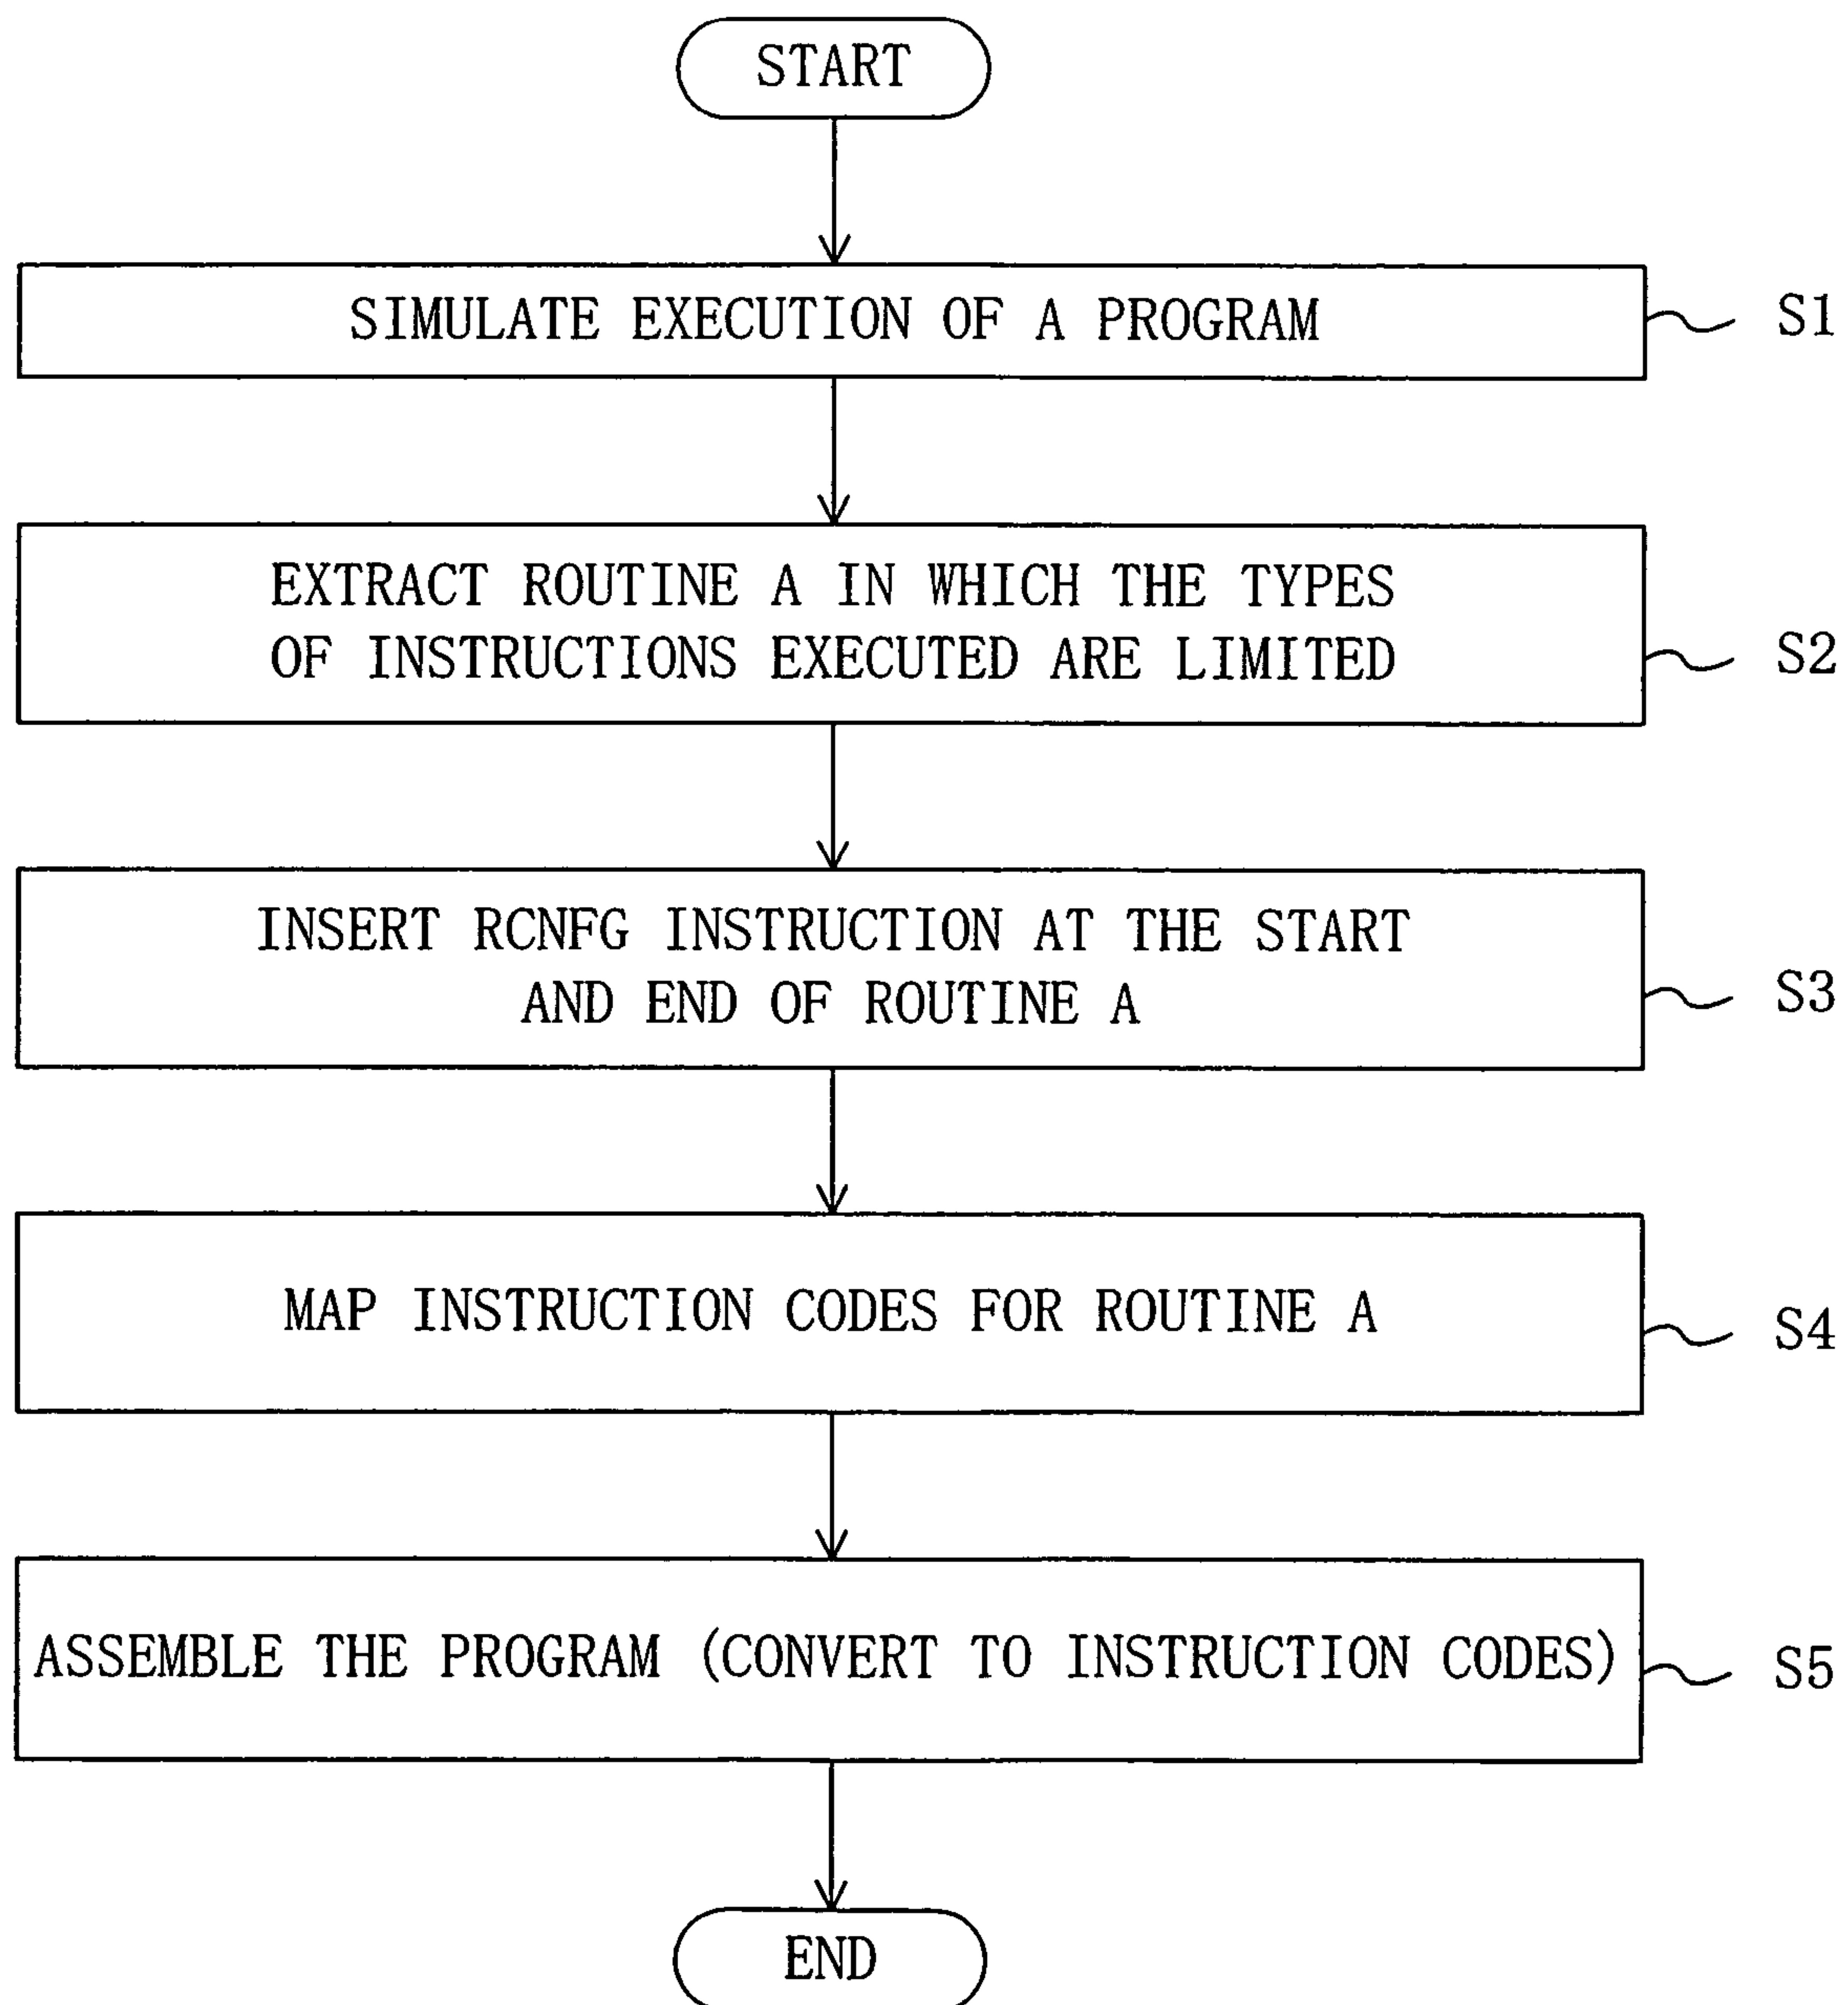 START
SIMULATE EXECUTION OF A PROGRAM
S1
EXTRACT ROUTINE A IN WHICH THE TYPES
OF INSTRUCTIONS EXECUTED ARE LIMITED
S2
INSERT RCNFG INSTRUCTION AT THE START
AND END OF ROUTINE A
S3
MAP INSTRUCTION CODES FOR ROUTINE A
S4
ASSEMBLE THE PROGRAM (CONVERT TO INSTRUCTION CODES)
S5
END